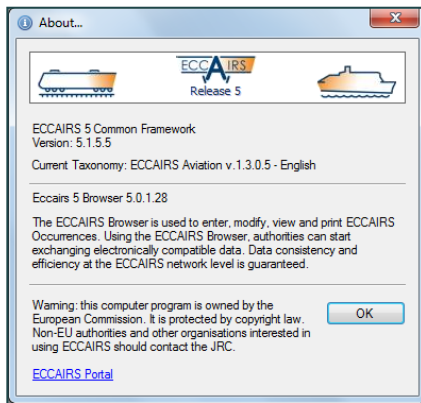 About...
ECCAIRS
Release 5
ECCAIRS 5 Common Framework
Version: 5.1.5.5
Current Taxonomy: ECCAIRS Aviation v.1.3.0.5 - English
Eccairs 5 Browser 5.0.1.28
The ECCAIRS Browser is used to enter, modify, view and print ECCAIRS
Occurrences. Using the ECCAIRS Browser, authorities can start
exchanging electronically compatible data. Data consistency and
efficiency at the ECCAIRS network level is guaranteed.
Warning: this computer program is owned by the
European Commission. It is protected by copyright law.
Non-EU authorities and other organisations interested in
using ECCAIRS should contact the JRC.
OK
ECCAIRS Portal